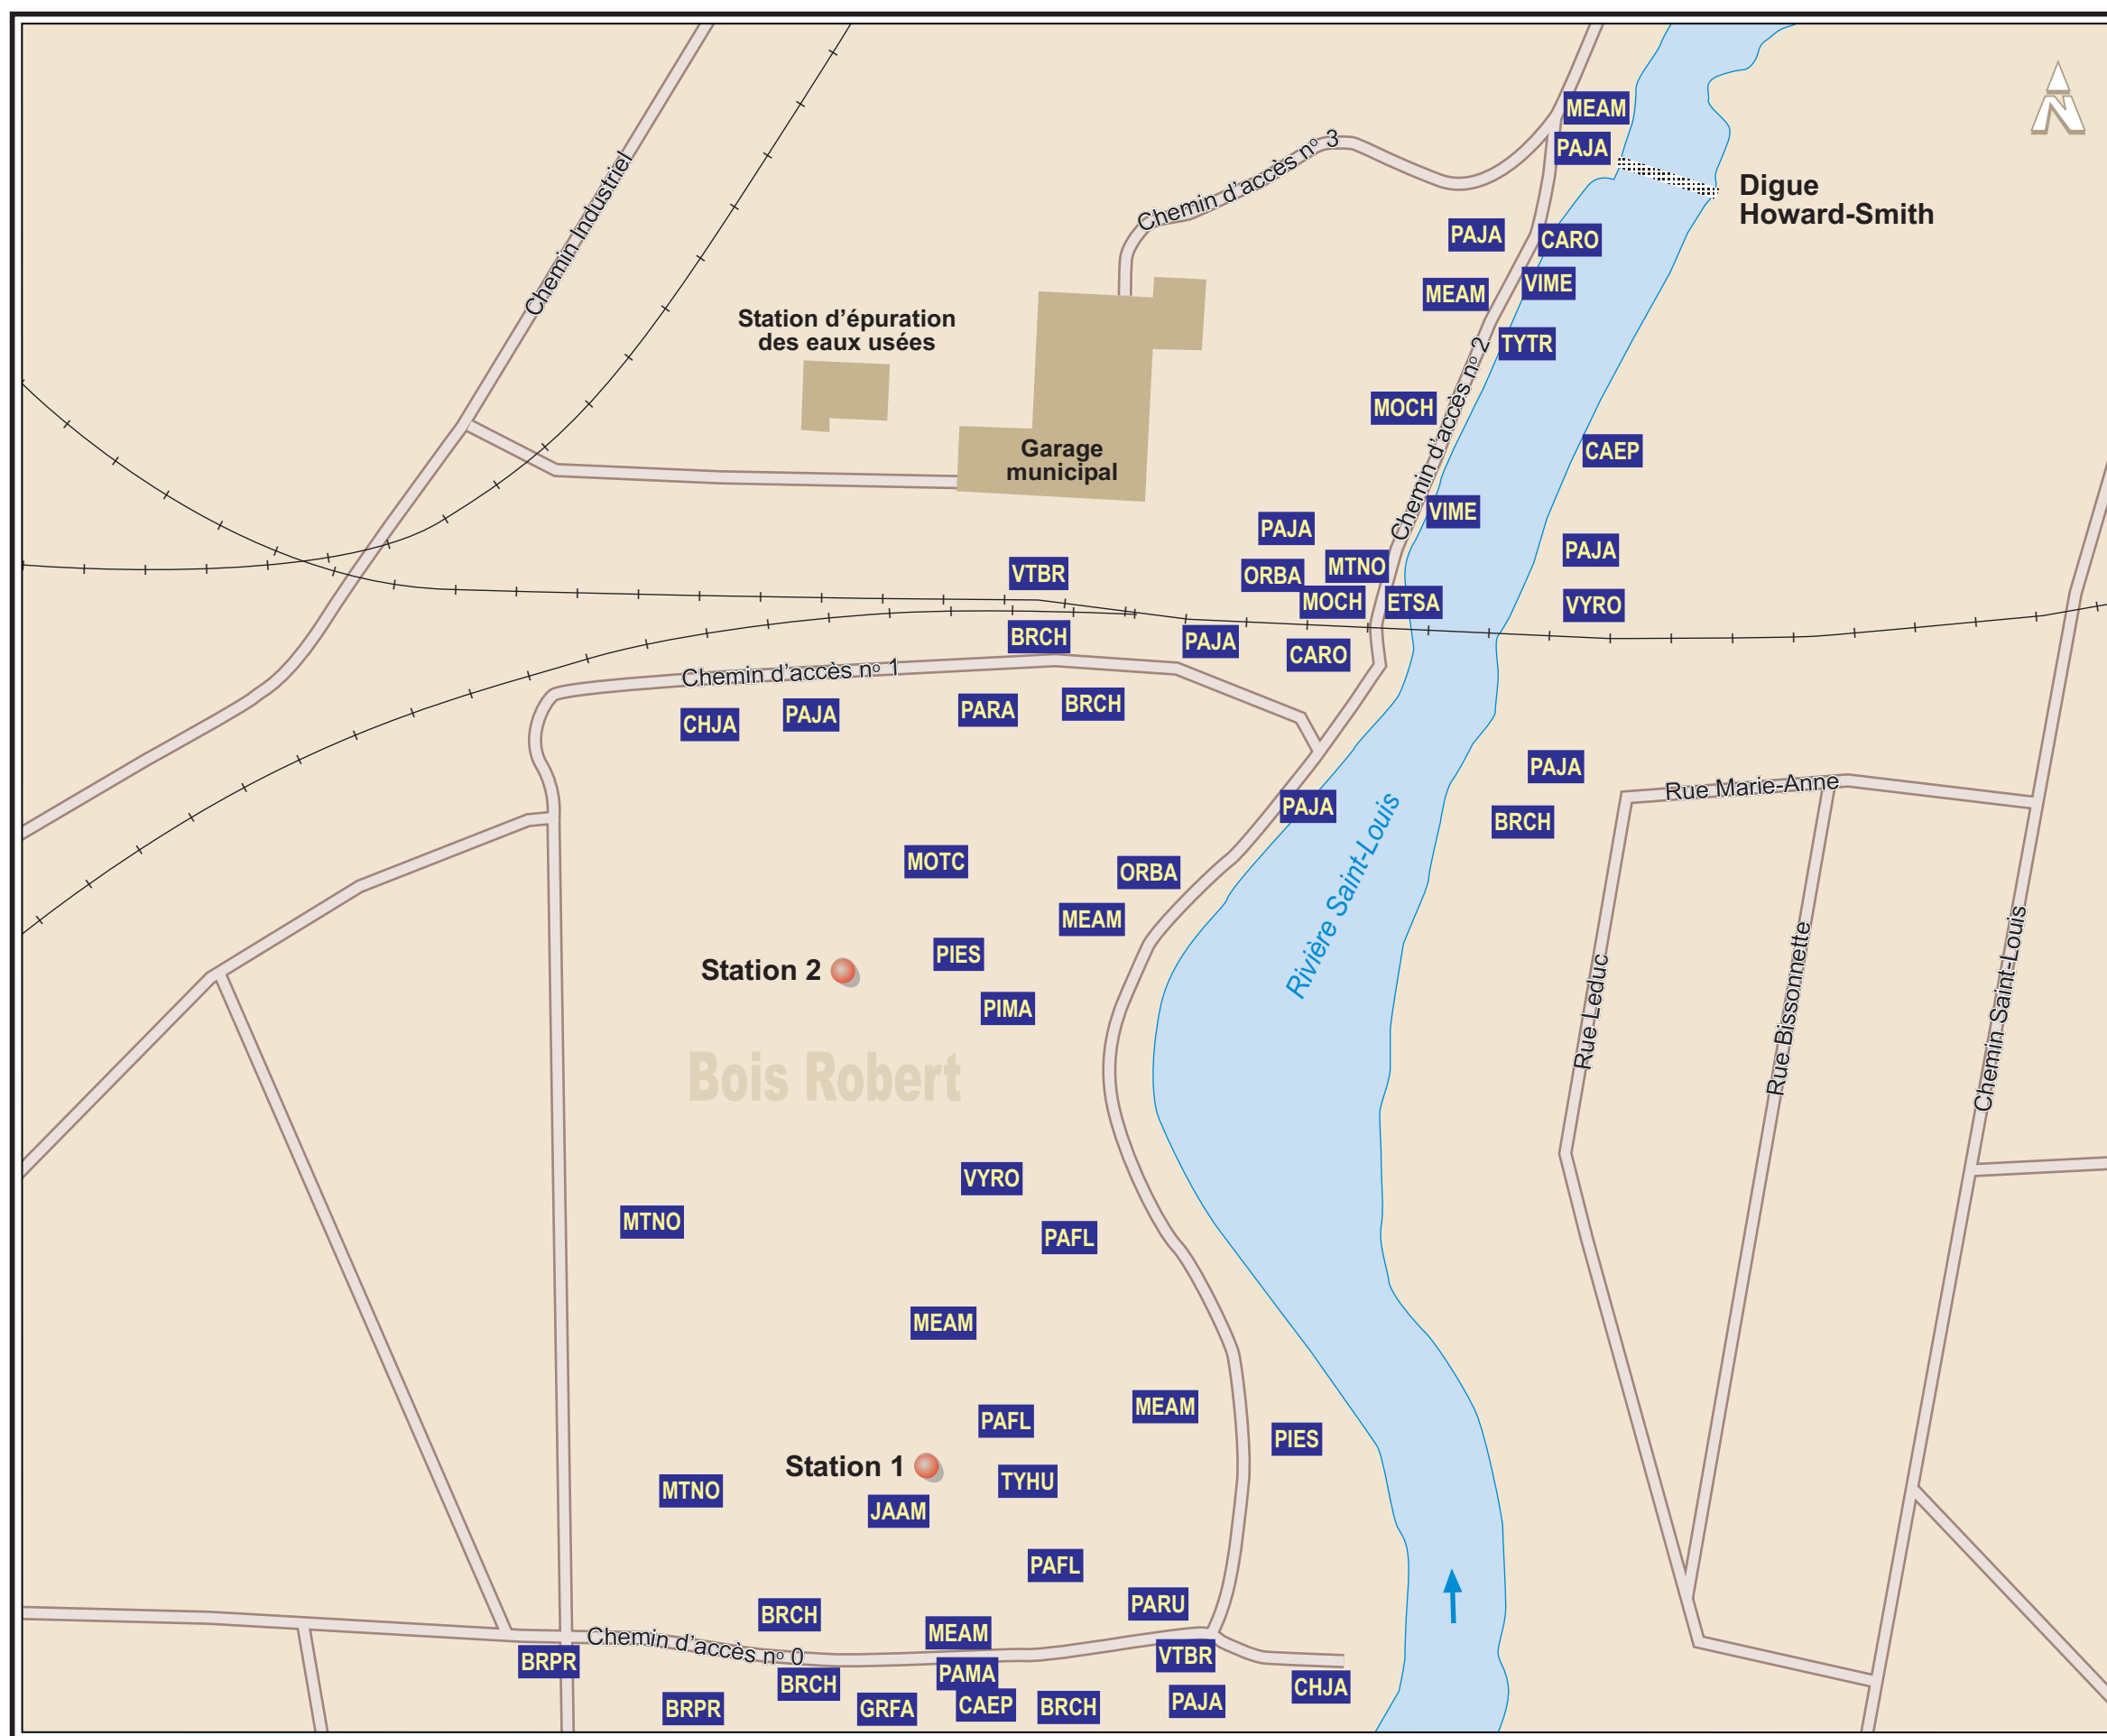 MEAM
PAJA
N
Digue
Howard-Smith
Chemin d'accès nº 3
Chemin Industriel
PAJA
CARO
VIME
MEAM
Station d'épuration
des eaux usées
TYTR
Chemin d'accès nº 2
MOCH
Garage
municipal
CAEP
VIME
PAJA
PAJA
MTNO
VTBR
ORBA
MOCH
ETSA
VYRO
BRCH
PAJA
CARO
Chemin d'accès nº 1
CHJA
PAJA
PARA
BRCH
PAJA
Rue Marie-Anne
PAJA
BRCH
MOTC
ORBA
Rivière Saint-Louis
MEAM
PIES
Station 2
PIMA
Rue Leduc
Rue Bissonnette
Chemin Saint-Louis
Bois Robert
VYRO
MTNO
PAFL
MEAM
MEAM
PAFL
PIES
Station 1
TYHU
MTNO
JAAM
PAFL
PARU
BRCH
MEAM
Chemin d'accès nº 0
BRPR
VTBR
PAMA
BRCH
CHJA
BRPR
GRFA
CAEP
BRCH
PAJA